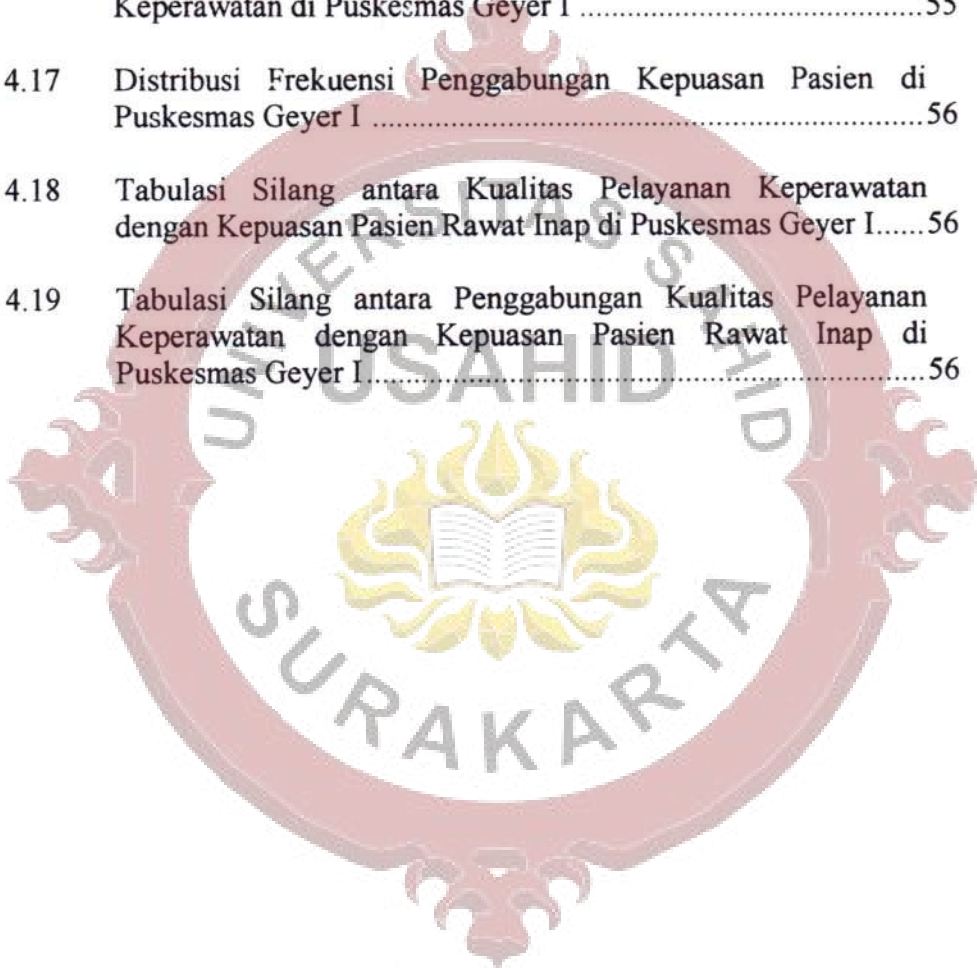 Keperawatan di Puskesmas Geyer I ............................................... 55
4.17 Distribusi Frekuensi Penggabungan Kepuasan Pasien di
Puskesmas Geyer I ............................................................................ 56
4.18 Tabulasi Silang antara Kualitas Pelayanan Keperawatan
dengan Kepuasan Pasien Rawat Inap di Puskesmas Geyer I...... 56
4.19 Tabulasi Silang antara Penggabungan Kualitas Pelayanan
Keperawatan dengan Kepuasan Pasien Rawat Inap di
Puskesmas Geyer I............................................................................. 56
UNIVERSITAS SAHID
USAHID
SURAKARTA